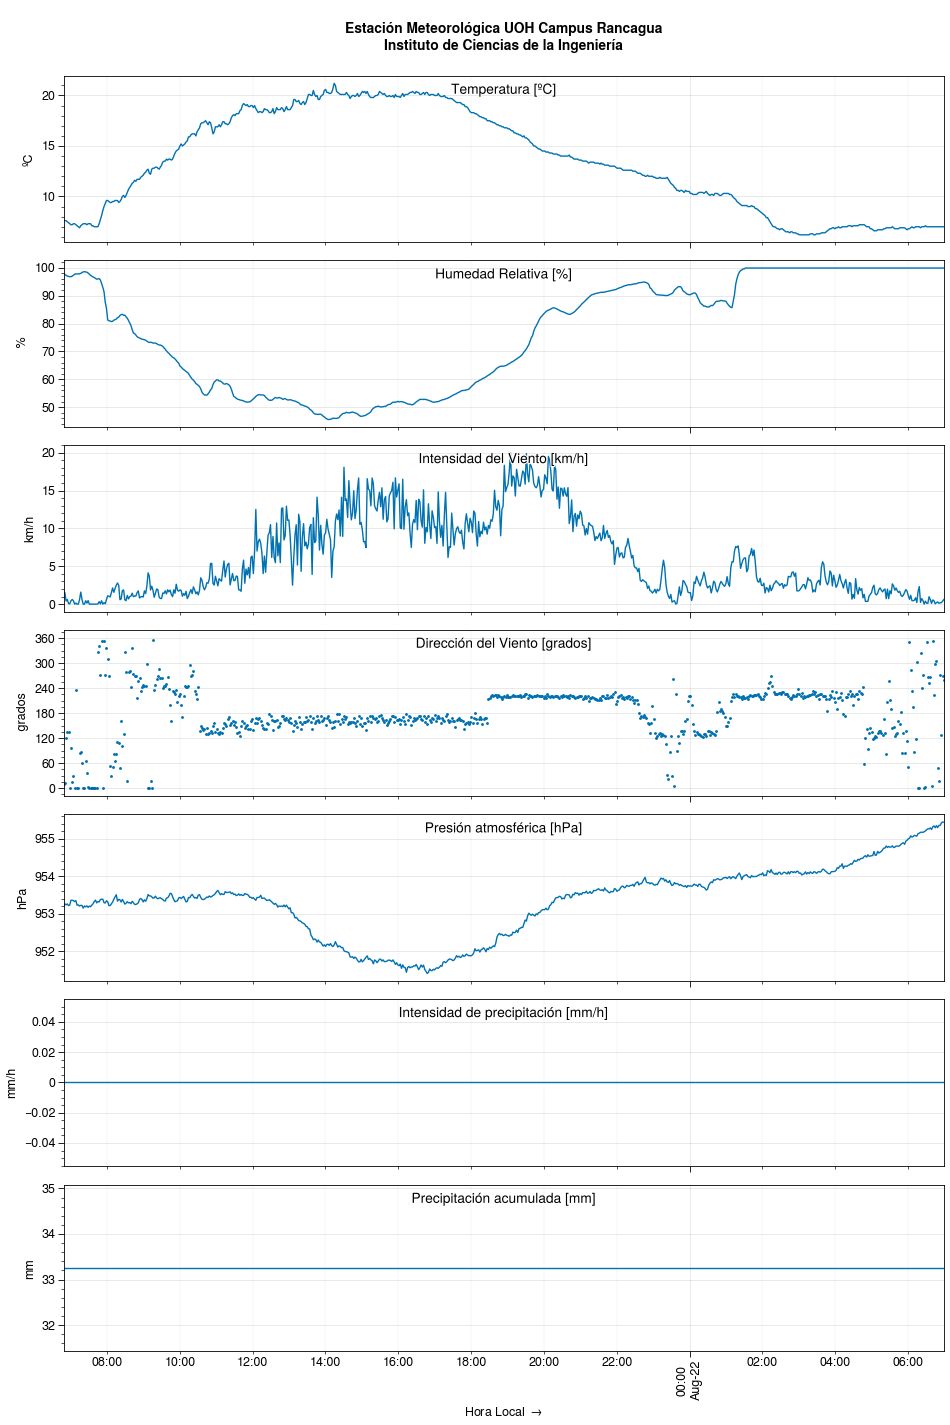 Estación Meteorológica UOH Campus Rancagua
Instituto de Ciencias de la Ingeniería
Temperatura [ºC]
20
15
10
ºC
Humedad Relativa [%]
100
90
80
70
60
50
%
Intensidad del Viento [km/h]
20
15
10
5
0
km/h
Dirección del Viento [grados]
360
300
240
180
120
60
0
grados
Presión atmosférica [hPa]
955
954
953
952
hPa
Intensidad de precipitación [mm/h]
0.04
0.02
0
−0.02
−0.04
mm/h
Precipitación acumulada [mm]
35
34
33
32
mm
08:00 10:00 12:00 14:00 16:00 18:00 20:00 22:00 00:00 02:00 04:00 06:00
Aug-22
Hora Local →